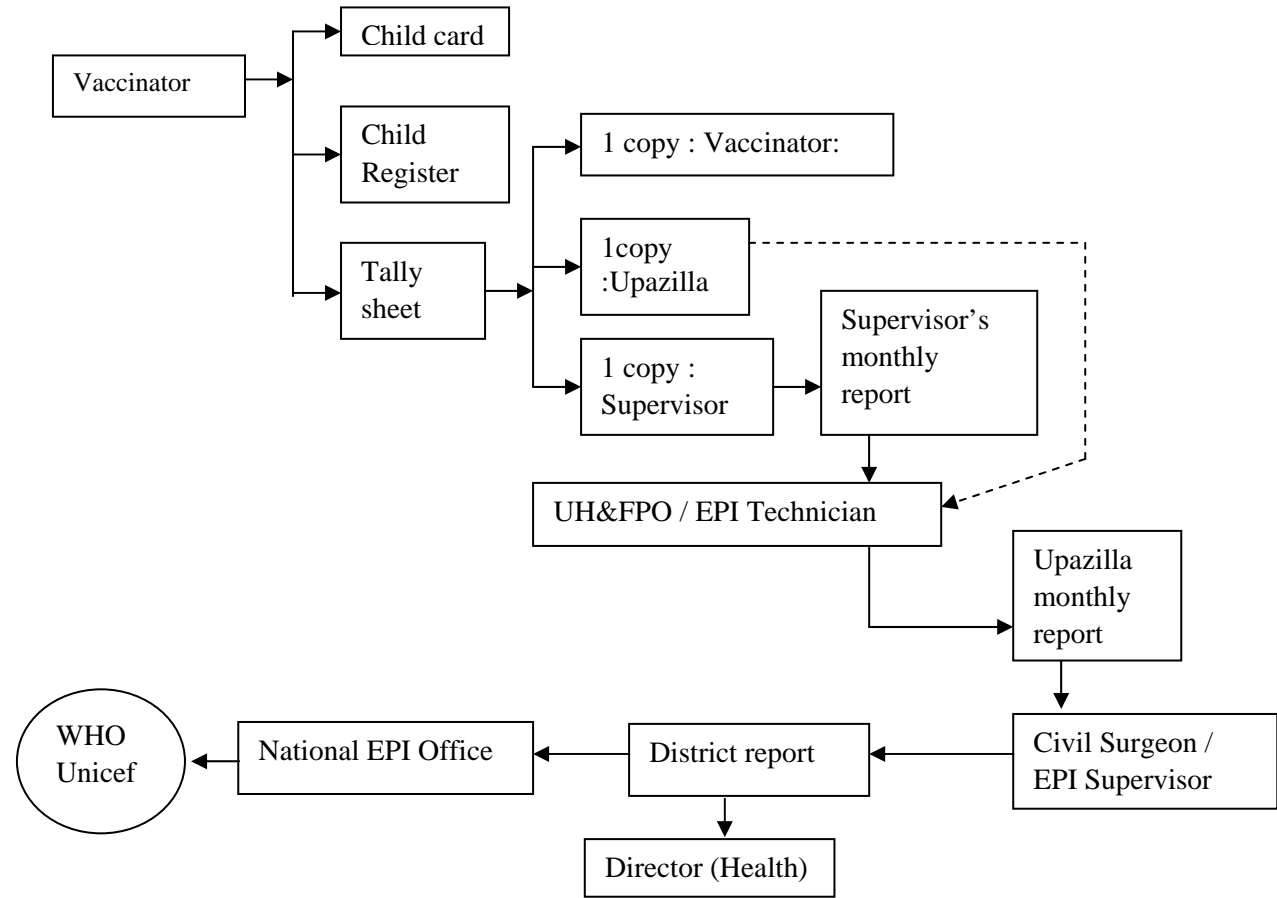 Child card
Vaccinator
Child
Register
1 copy : Vaccinator:
Tally
sheet
1copy
:Upazilla
1 copy :
Supervisor
Supervisor’s
monthly
report
UH&FPO / EPI Technician
Upazilla
monthly
report
Civil Surgeon /
EPI Supervisor
District report
National EPI Office
WHO
Unicef
Director (Health)